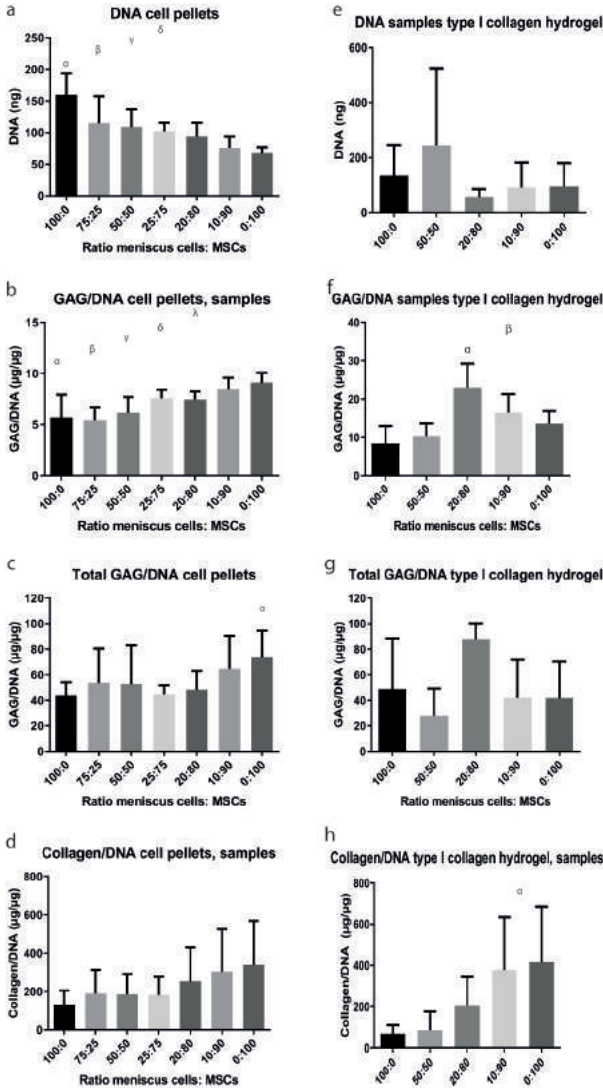 a
DNA cell pellets
δ
γ
β
α
DNA (ng)
250
200
150
100
50
0
100:0
75:25
50:50
25:75
20:80
10:90
0:100
Ratio meniscus cells: MSCs
b
GAG/DNA cell pellets, samples
λ
δ
γ
β
α
GAG/DNA (µg/µg)
15
10
5
0
100:0
75:25
50:50
25:75
20:80
10:90
0:100
Ratio meniscus cells: MSCs
c
Total GAG/DNA cell pellets
α
GAG/DNA (µg/µg)
120
100
80
60
40
20
0
100:0
75:25
50:50
25:75
20:80
10:90
0:100
Ratio meniscus cells: MSCs
d
Collagen/DNA cell pellets, samples
Collagen/DNA (µg/µg)
800
600
400
200
0
100:0
75:25
50:50
25:75
20:80
10:90
0:100
Ratio meniscus cells: MSCs
e
DNA samples type I collagen hydrogel
DNA (ng)
600
400
200
0
100:0
50:50
20:80
10:90
0:100
Ratio meniscus cells: MSCs
f
GAG/DNA samples type I collagen hydrogel
β
α
GAG/DNA (µg/µg)
40
30
20
10
0
100:0
50:50
20:80
10:90
0:100
Ratio meniscus cells: MSCs
g
Total GAG/DNA type I collagen hydrogel
GAG/DNA (µg/µg)
120
100
80
60
40
20
0
100:0
50:50
20:80
10:90
0:100
Ratio meniscus cells: MSCs
h
Collagen/DNA type I collagen hydrogel, samples
α
Collagen/DNA (µg/µg)
800
600
400
200
0
100:0
50:50
20:80
10:90
0:100